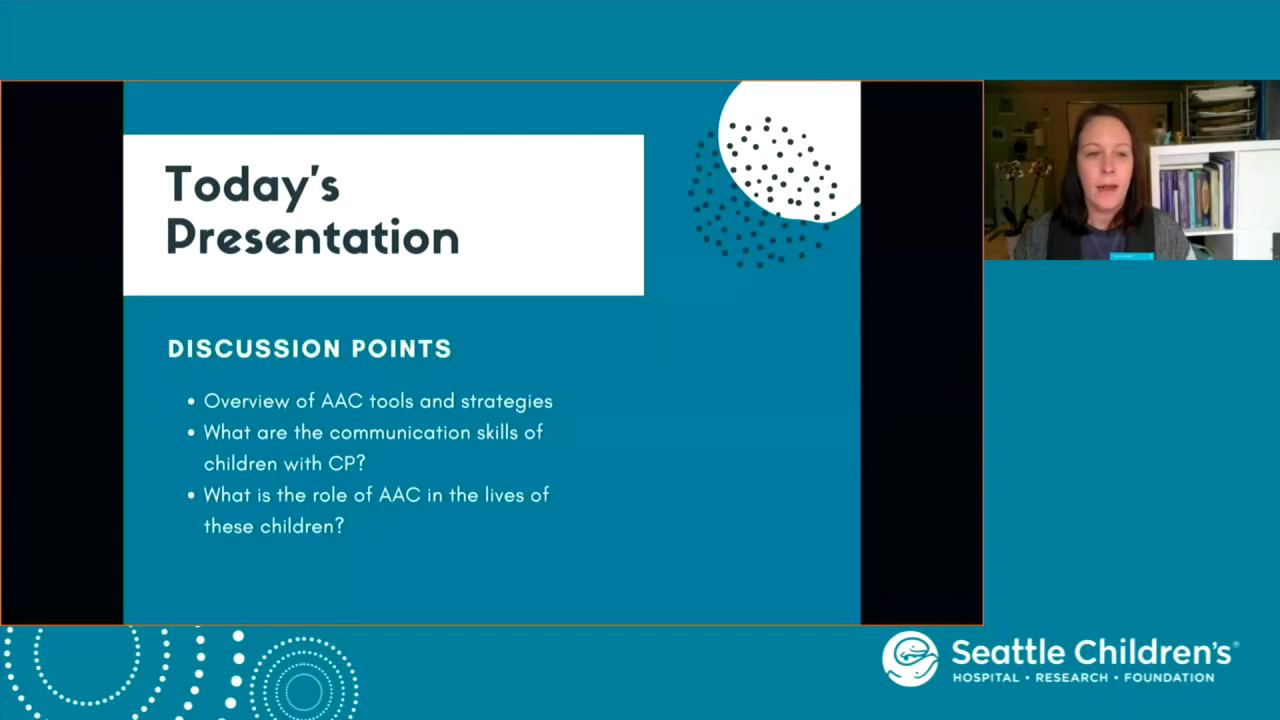 Today's
Presentation
DISCUSSION POINTS
• Overview of AAC tools and strategies
• What are the communication skills of
children with CP?
• What is the role of AAC in the lives of
these children?
Seattle Children's®
HOSPITAL • RESEARCH • FOUNDATION